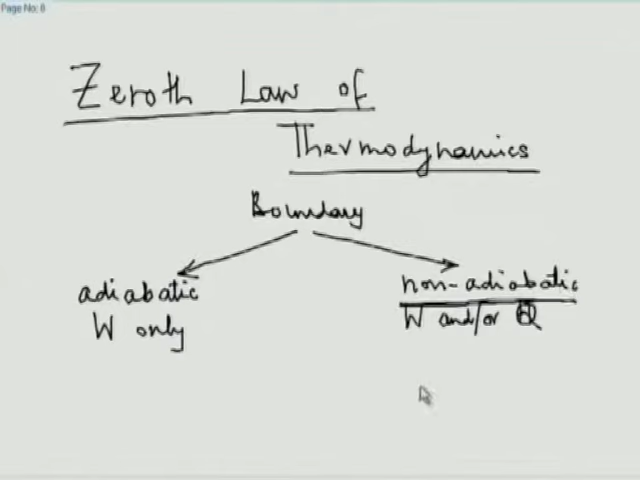 Page No: 8
Zeroth Law of
Thermodynamics
Boundary
adiabatic
W only
non-adiabatic
W and/or Q